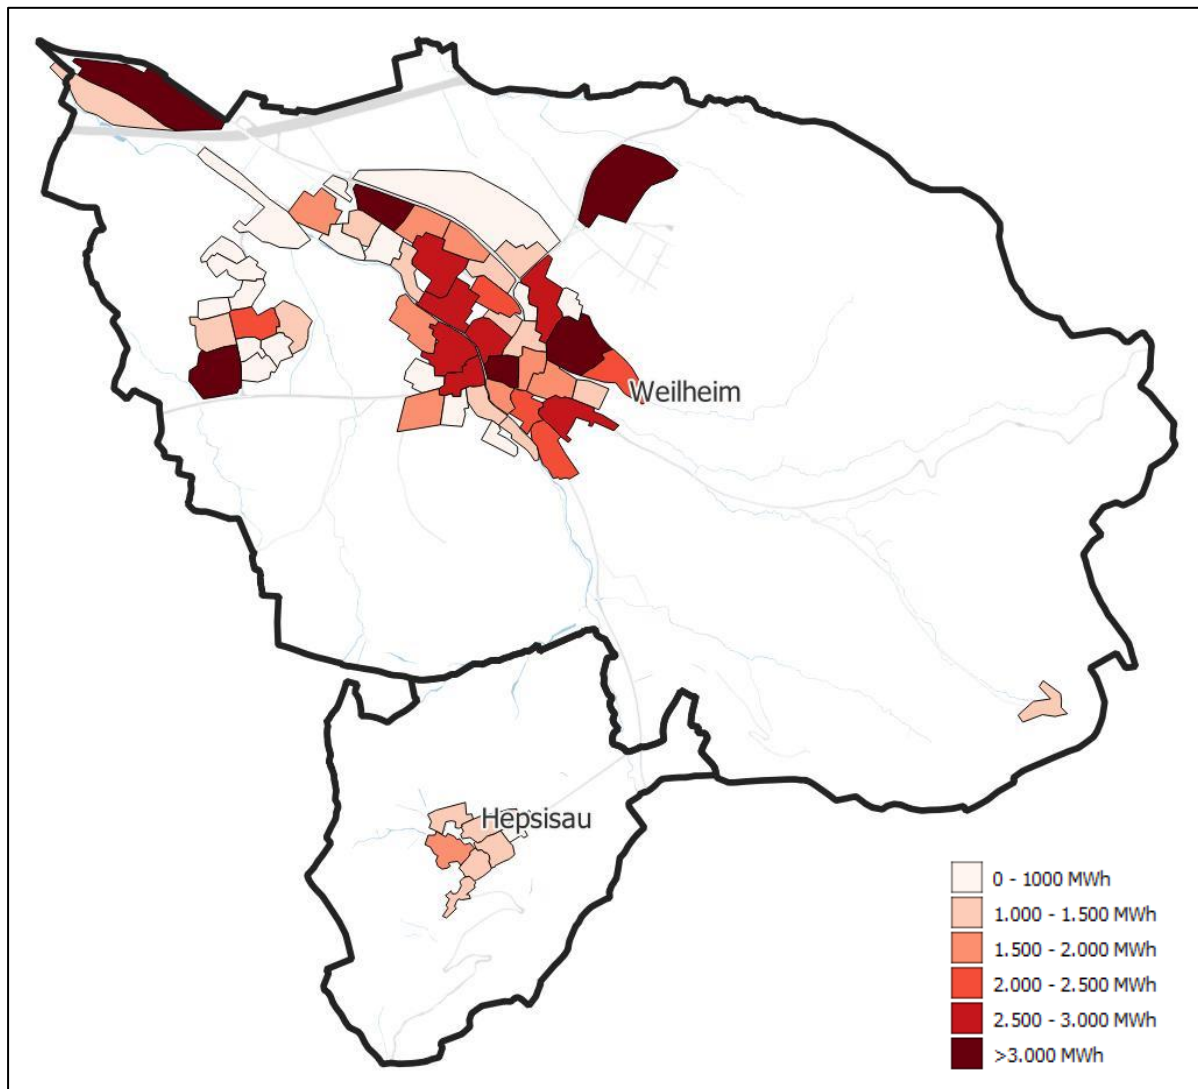 Weilheim
Hepsisau
0 - 1000 MWh
1.000 - 1.500 MWh
1.500 - 2.000 MWh
2.000 - 2.500 MWh
2.500 - 3.000 MWh
>3.000 MWh